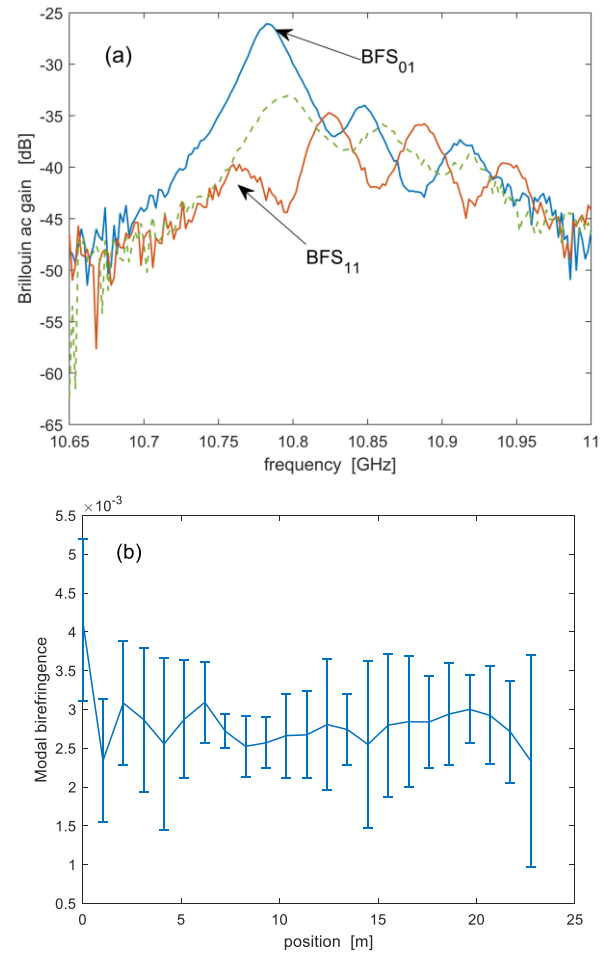 -25
-30
-35
-40
-45
-50
-55
-60
-65
Brillouin ac gain [dB]
(a)
BFS01
BFS11
10.65 10.7 10.75 10.8 10.85 10.9 10.95 11
frequency [GHz]
×10-3
5.5
5
4.5
4
3.5
3
2.5
2
1.5
1
0.5
Modal birefringence
(b)
0 5 10 15 20 25
position [m]